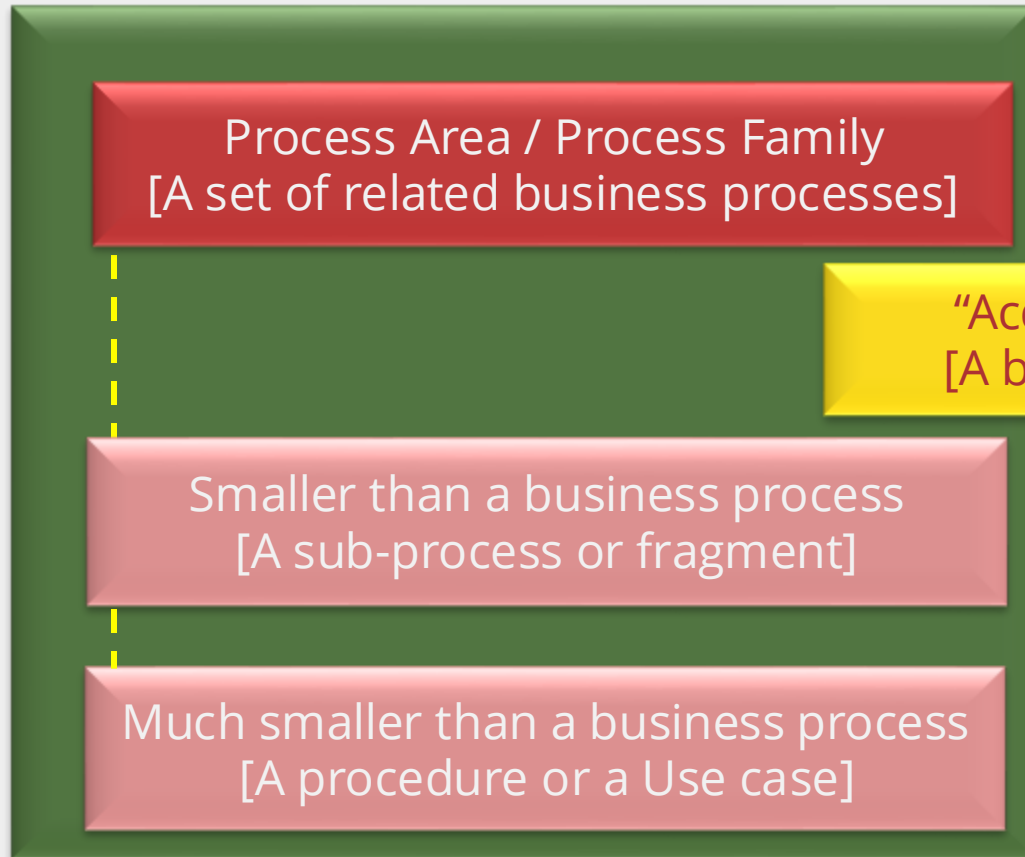 Process Area / Process Family
[A set of related business processes]
[A
Smaller than a business process
[A sub-process or fragment]
Much smaller than a business process
[A procedure or a Use case]